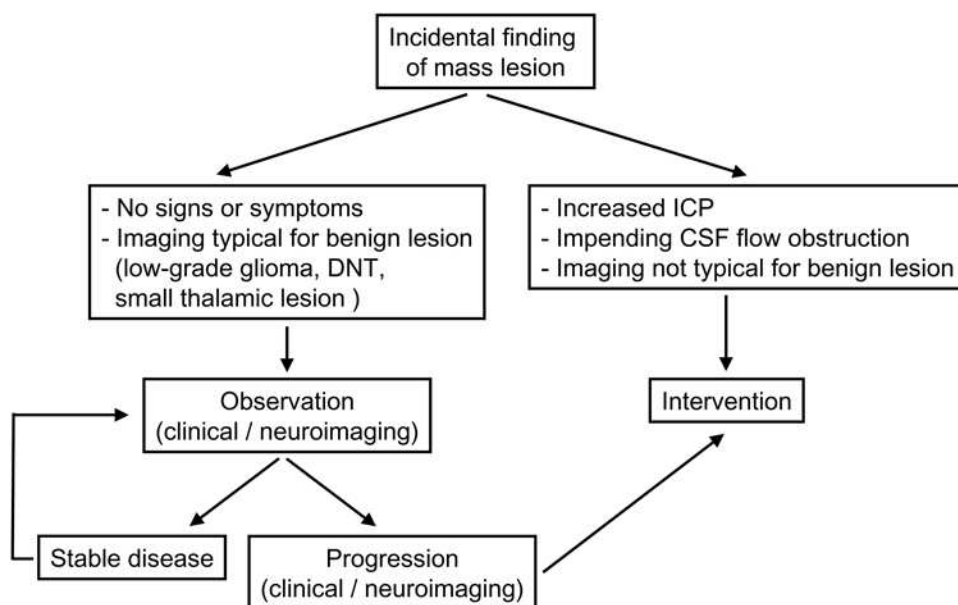 Incidental finding
of mass lesion
- No signs or symptoms
- Imaging typical for benign lesion
(low-grade glioma, DNT,
small thalamic lesion )
- Increased ICP
- Impending CSF flow obstruction
- Imaging not typical for benign lesion
Observation
(clinical / neuroimaging)
Intervention
Stable disease
Progression
(clinical / neuroimaging)